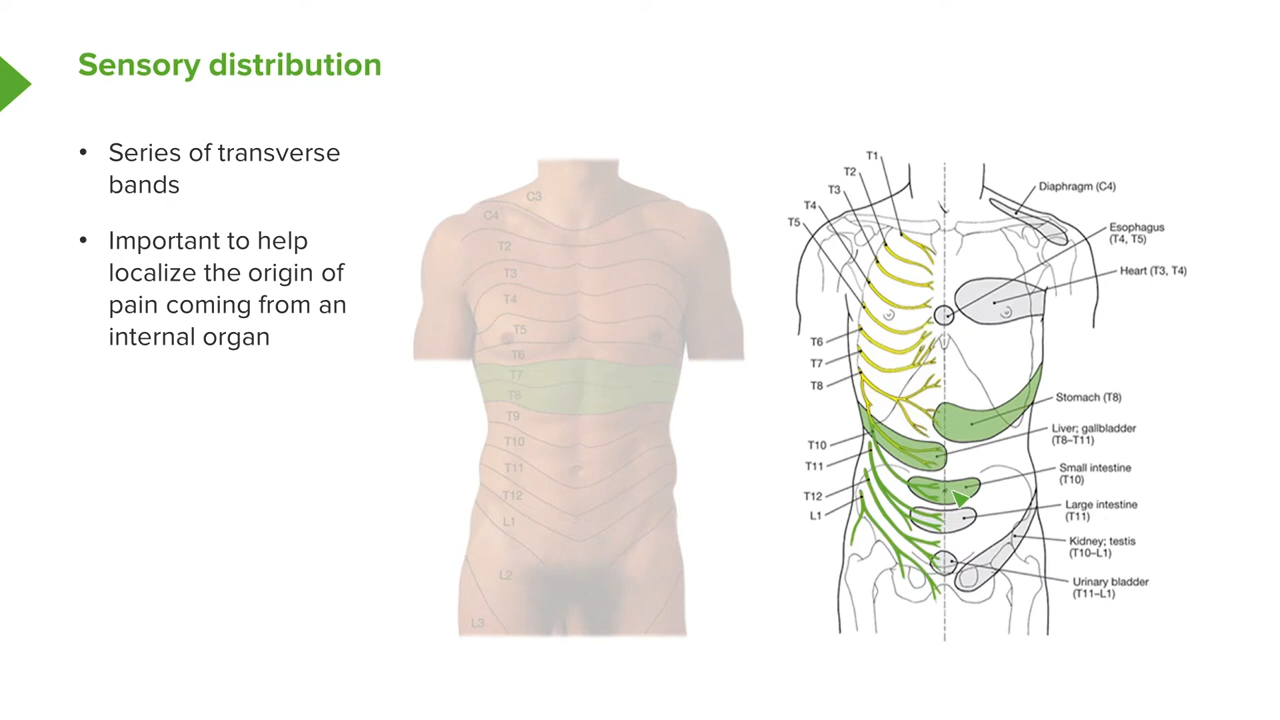 Sensory distribution
• Series of transverse
bands
• Important to help
localize the origin of
pain coming from an
internal organ
C3
C4
T2
T3
T4
T5
T6
T7
T8
T9
T10
T11
T12
L1
L2
L3
T1
T2
T3
T4
T5
T6
T7
T8
T10
T11
T12
L1
Diaphragm (C4)
Esophagus
(T4, T5)
Heart (T3, T4)
Stomach (T8)
Liver; gallbladder
(T8–T11)
Small intestine
(T10)
Large intestine
(T11)
Kidney; testis
(T10–L1)
Urinary bladder
(T11–L1)